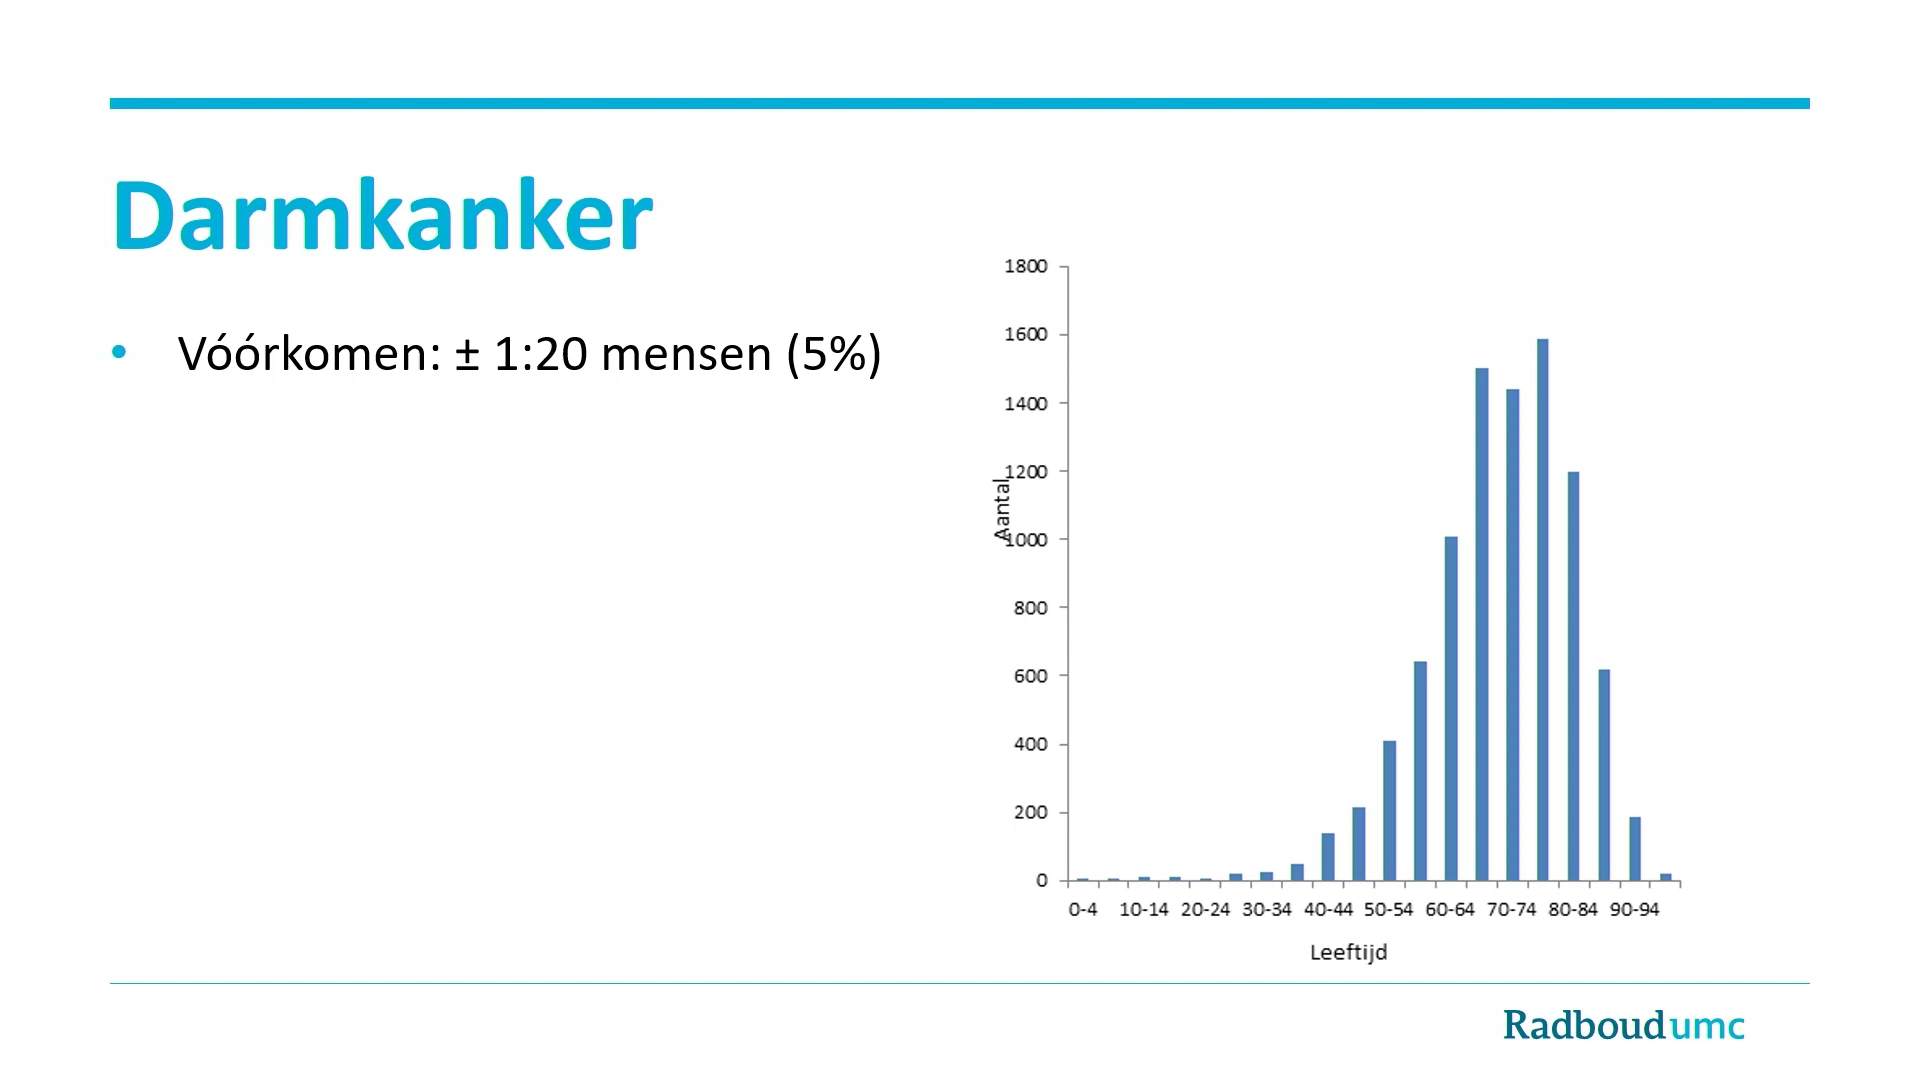 Darmkanker
• Vóórkomen: ± 1:20 mensen (5%)
1800
1600
1400
1200
1000
800
600
400
200
0
Aantal
0-4 10-14 20-24 30-34 40-44 50-54 60-64 70-74 80-84 90-94
Leeftijd
Radboudumc